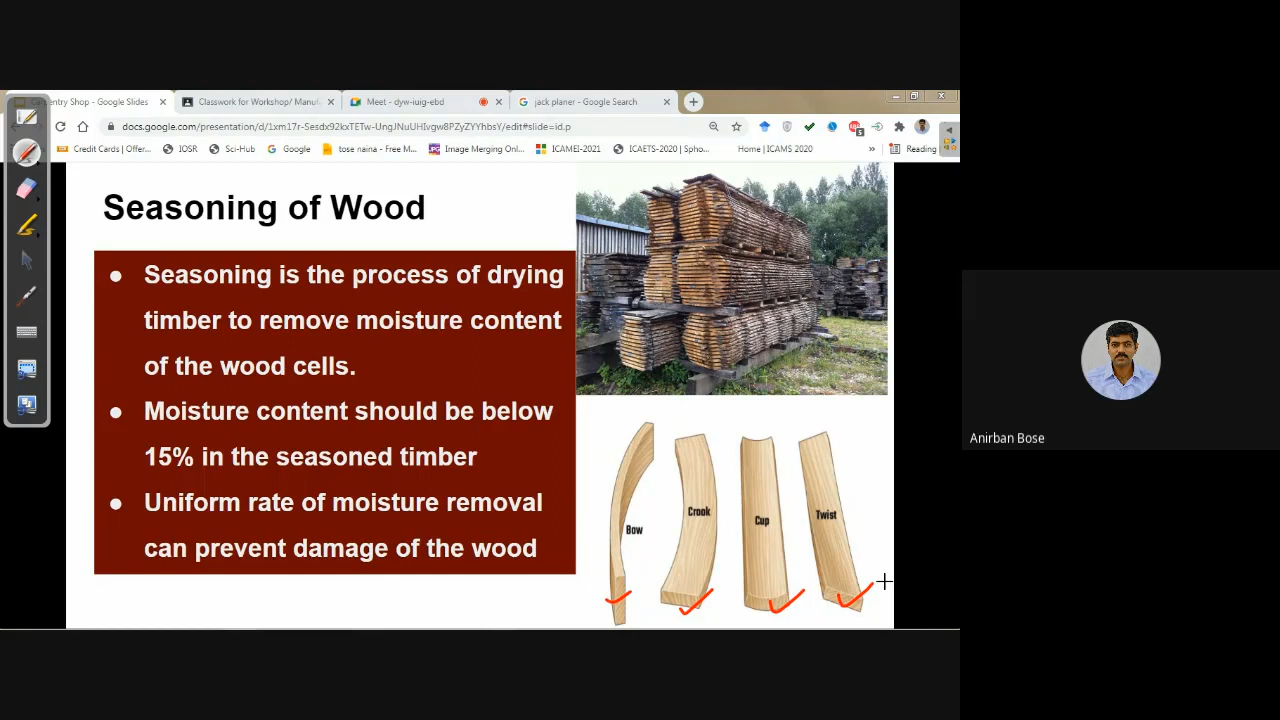 Carpentry Shop - Google Slides
Classwork for Workshop/ Manuf
Meet - dyw-iuig-ebd
jack planer - Google Search
docs.google.com/presentation/d/1xm17r-Sesdx92kxTETw-UngJNuUHIvgw8PZyZYYhbsY/edit#slide=id.p
5
Credit Cards | Offer...
IOSR
Sci-Hub
Google
tose naina - Free M...
Image Merging Onl...
ICAMEI-2021
ICAETS-2020 | Spho...
Home | ICAMS 2020
»
Reading
Seasoning of Wood
● Seasoning is the process of drying
timber to remove moisture content
of the wood cells.
● Moisture content should be below
15% in the seasoned timber
● Uniform rate of moisture removal
can prevent damage of the wood
Bow
Crook
Cup
Twist
Anirban Bose